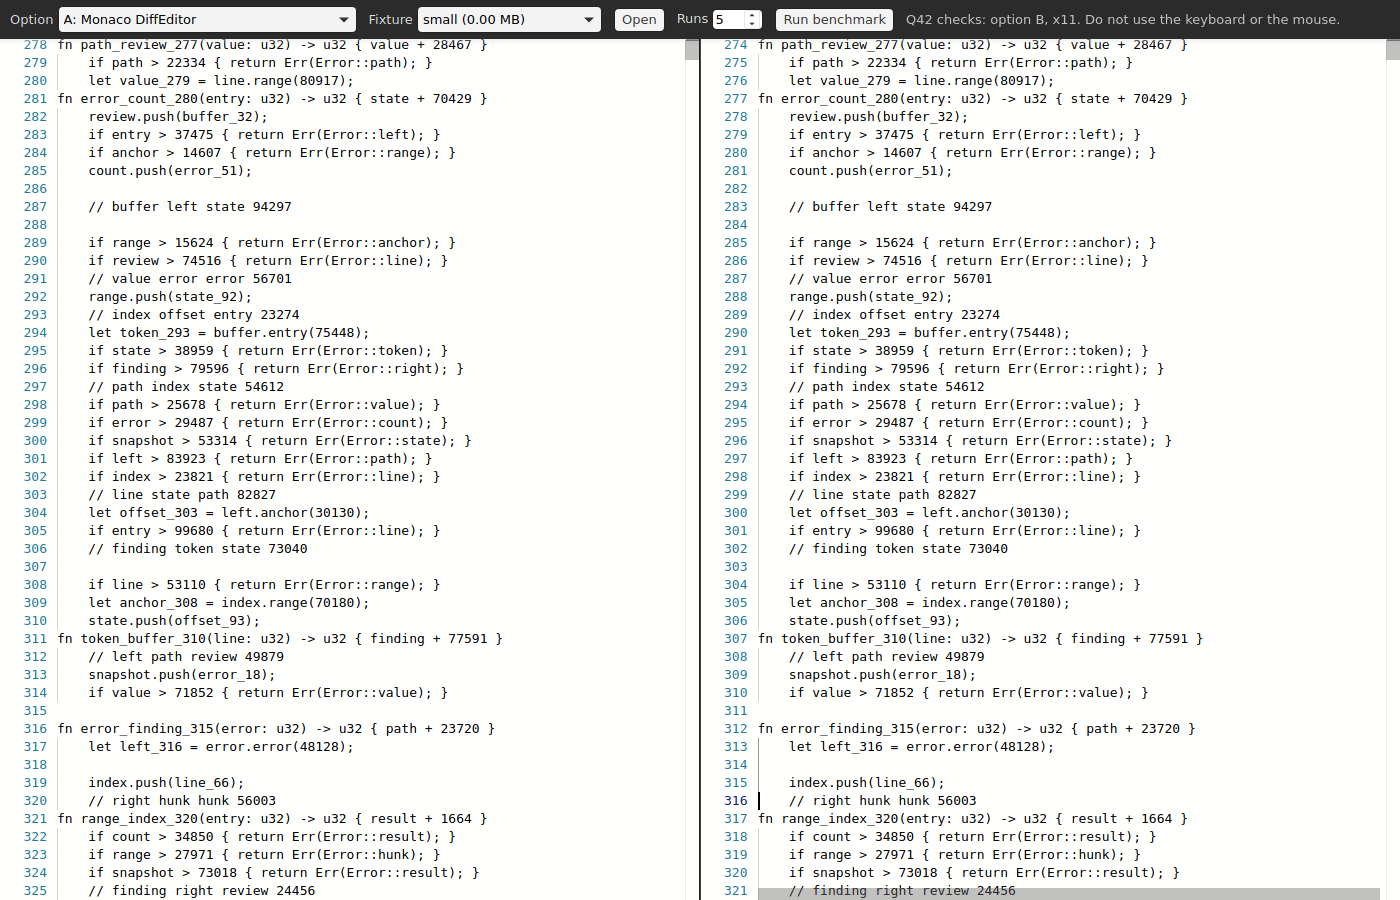 Option A: Monaco DiffEditor Fixture small (0.00 MB) Open Runs 5 Run benchmark Q42 checks: option B, x11. Do not use the keyboard or the mouse.
278 fn path_review_277(value: u32) -> u32 { value + 28467 }
279 if path > 22334 { return Err(Error::path); }
280 let value_279 = line.range(80917);
281 fn error_count_280(entry: u32) -> u32 { state + 70429 }
282 review.push(buffer_32);
283 if entry > 37475 { return Err(Error::left); }
284 if anchor > 14607 { return Err(Error::range); }
285 count.push(error_51);
286
287 // buffer left state 94297
288
289 if range > 15624 { return Err(Error::anchor); }
290 if review > 74516 { return Err(Error::line); }
291 // value error error 56701
292 range.push(state_92);
293 // index offset entry 23274
294 let token_293 = buffer.entry(75448);
295 if state > 38959 { return Err(Error::token); }
296 if finding > 79596 { return Err(Error::right); }
297 // path index state 54612
298 if path > 25678 { return Err(Error::value); }
299 if error > 29487 { return Err(Error::count); }
300 if snapshot > 53314 { return Err(Error::state); }
301 if left > 83923 { return Err(Error::path); }
302 if index > 23821 { return Err(Error::line); }
303 // line state path 82827
304 let offset_303 = left.anchor(30130);
305 if entry > 99680 { return Err(Error::line); }
306 // finding token state 73040
307
308 if line > 53110 { return Err(Error::range); }
309 let anchor_308 = index.range(70180);
310 state.push(offset_93);
311 fn token_buffer_310(line: u32) -> u32 { finding + 77591 }
312 // left path review 49879
313 snapshot.push(error_18);
314 if value > 71852 { return Err(Error::value); }
315
316 fn error_finding_315(error: u32) -> u32 { path + 23720 }
317 let left_316 = error.error(48128);
318
319 index.push(line_66);
320 // right hunk hunk 56003
321 fn range_index_320(entry: u32) -> u32 { result + 1664 }
322 if count > 34850 { return Err(Error::result); }
323 if range > 27971 { return Err(Error::hunk); }
324 if snapshot > 73018 { return Err(Error::result); }
325 // finding right review 24456
274 fn path_review_277(value: u32) -> u32 { value + 28467 }
275 if path > 22334 { return Err(Error::path); }
276 let value_279 = line.range(80917);
277 fn error_count_280(entry: u32) -> u32 { state + 70429 }
278 review.push(buffer_32);
279 if entry > 37475 { return Err(Error::left); }
280 if anchor > 14607 { return Err(Error::range); }
281 count.push(error_51);
282
283 // buffer left state 94297
284
285 if range > 15624 { return Err(Error::anchor); }
286 if review > 74516 { return Err(Error::line); }
287 // value error error 56701
288 range.push(state_92);
289 // index offset entry 23274
290 let token_293 = buffer.entry(75448);
291 if state > 38959 { return Err(Error::token); }
292 if finding > 79596 { return Err(Error::right); }
293 // path index state 54612
294 if path > 25678 { return Err(Error::value); }
295 if error > 29487 { return Err(Error::count); }
296 if snapshot > 53314 { return Err(Error::state); }
297 if left > 83923 { return Err(Error::path); }
298 if index > 23821 { return Err(Error::line); }
299 // line state path 82827
300 let offset_303 = left.anchor(30130);
301 if entry > 99680 { return Err(Error::line); }
302 // finding token state 73040
303
304 if line > 53110 { return Err(Error::range); }
305 let anchor_308 = index.range(70180);
306 state.push(offset_93);
307 fn token_buffer_310(line: u32) -> u32 { finding + 77591 }
308 // left path review 49879
309 snapshot.push(error_18);
310 if value > 71852 { return Err(Error::value); }
311
312 fn error_finding_315(error: u32) -> u32 { path + 23720 }
313 let left_316 = error.error(48128);
314
315 index.push(line_66);
316 // right hunk hunk 56003
317 fn range_index_320(entry: u32) -> u32 { result + 1664 }
318 if count > 34850 { return Err(Error::result); }
319 if range > 27971 { return Err(Error::hunk); }
320 if snapshot > 73018 { return Err(Error::result); }
321 // finding right review 24456